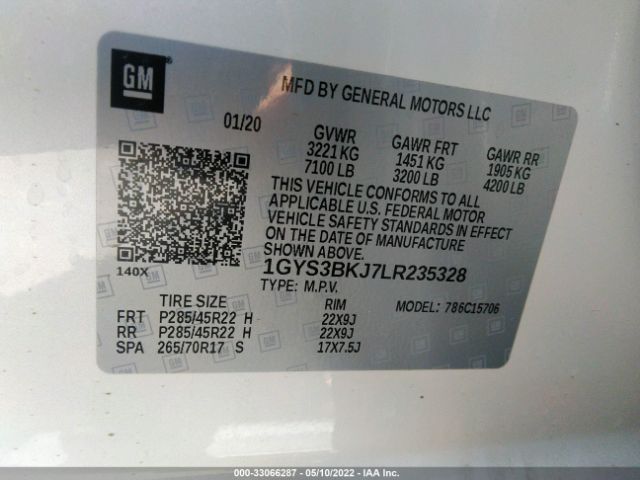 GM
MFD BY GENERAL MOTORS LLC
01/20
GVWR GAWR FRT GAWR RR
3221 KG 1451 KG 1905 KG
7100 LB 3200 LB 4200 LB
THIS VEHICLE CONFORMS TO ALL
APPLICABLE U.S. FEDERAL MOTOR
VEHICLE SAFETY STANDARDS IN EFFECT
ON THE DATE OF MANUFACTURE
SHOWN ABOVE.
140X
1GYS3BKJ7LR235328
TYPE: M.P.V. MODEL: 786C15706
TIRE SIZE RIM
FRT P285/45R22 H 22X9J
RR P285/45R22 H 22X9J
SPA 265/70R17 S 17X7.5J
000-33066287 - 05/10/2022 - IAA Inc.